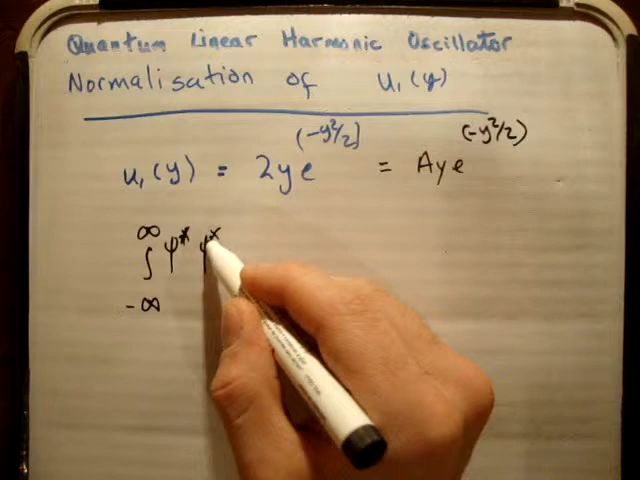 Quantum Linear Harmonic Oscillator
Normalisation of u₁(y)
u₁(y) = 2ye^(-y²/2) = Aye^(-y²/2)
∫_{-∞}^{∞} ψ* ψ*